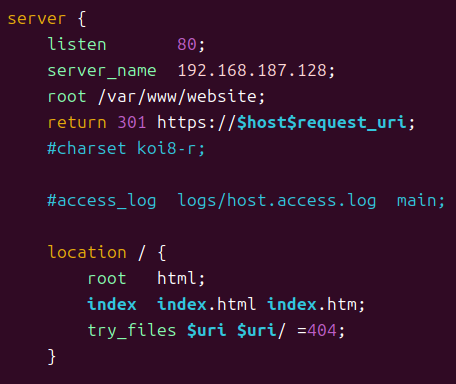 server {
    listen       80;
    server_name  192.168.187.128;
    root /var/www/website;
    return 301 https://$host$request_uri;
    #charset koi8-r;

    #access_log  logs/host.access.log  main;

    location / {
        root   html;
        index  index.html index.htm;
        try_files $uri $uri/ =404;
    }